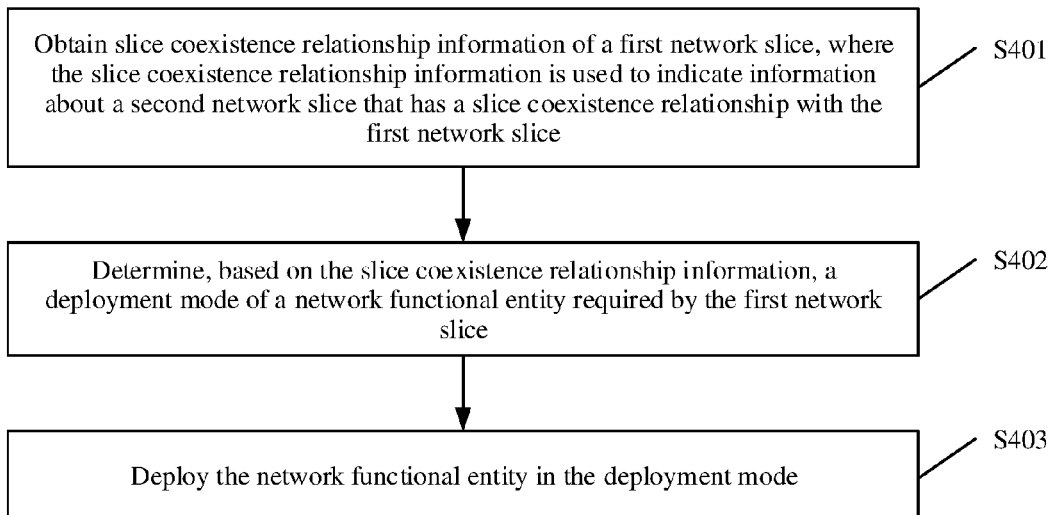 Obtain slice coexistence relationship information of a first network slice, where
the slice coexistence relationship information is used to indicate information
about a second network slice that has a slice coexistence relationship with the
first network slice
S401
Determine, based on the slice coexistence relationship information, a
deployment mode of a network functional entity required by the first network
slice
S402
Deploy the network functional entity in the deployment mode
S403